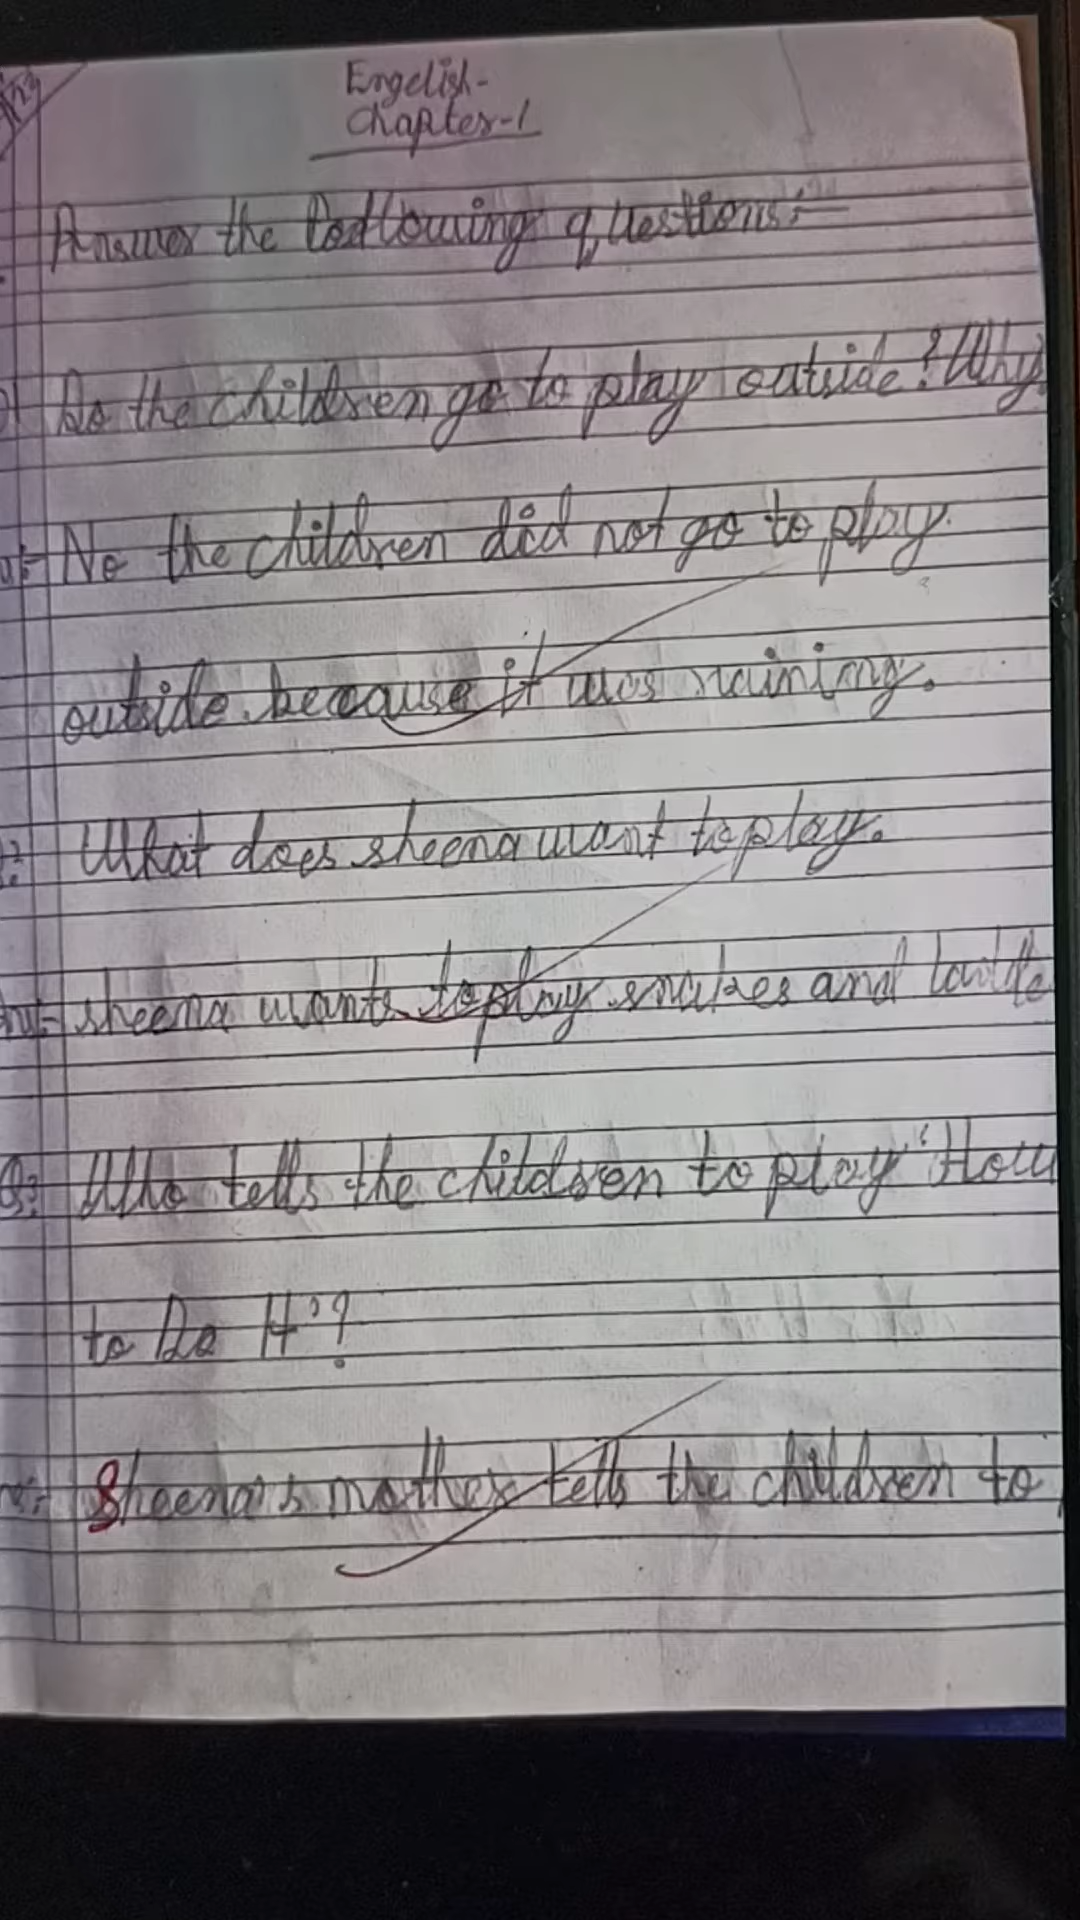 Engelish-
Chapter-1
Answer the following questions:-
Do the children go to play outside? Why
No the children did not go to play
outside because it was raining.
What does sheena want to play.
sheena wants to play snakes and
Q3: Who tells the children to play 'How
to Do It'?
Sheena's mother tells the children to